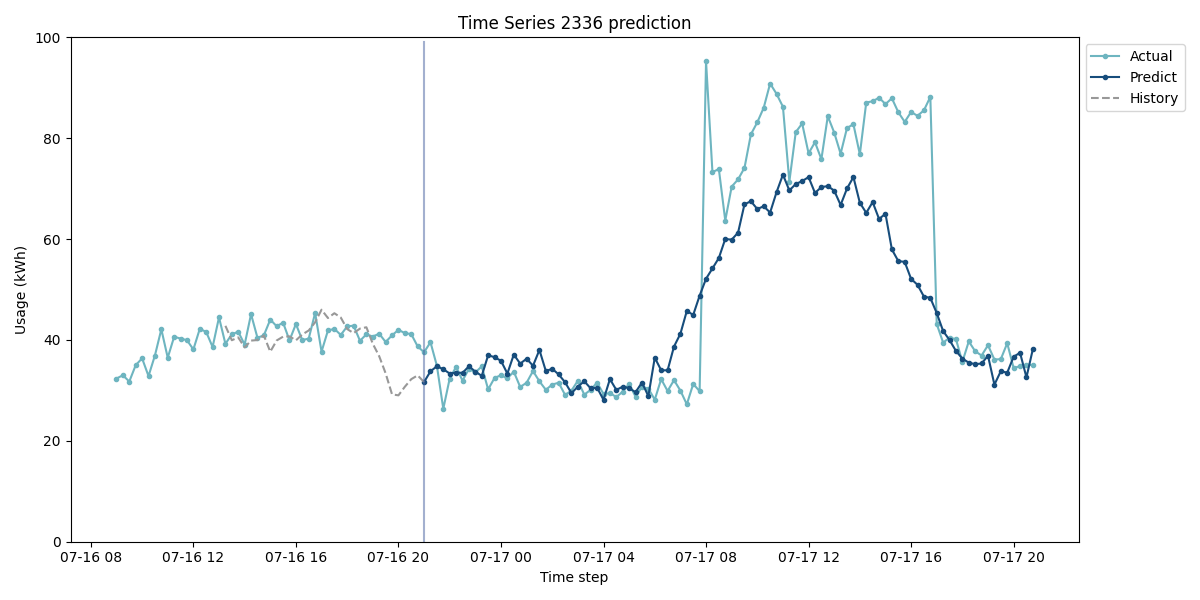 Time Series 2336 prediction
100
80
60
40
20
0
Usage (kWh)
07-16 08
07-16 12
07-16 16
07-16 20
07-17 00
07-17 04
07-17 08
07-17 12
07-17 16
07-17 20
Time step
Actual
Predict
History